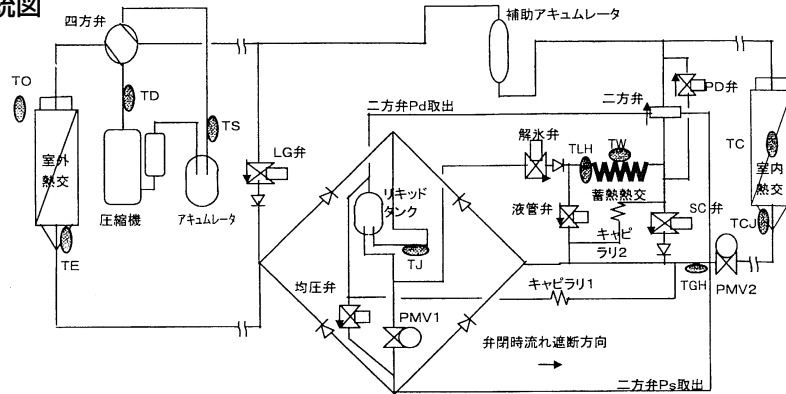 統図
四方弁
補助アキュムレータ
TO
TD
TS
二方弁Pd取出
二方弁
PD弁
LG弁
解氷弁
TLH
TW
TC
室外
熱交
圧縮機
アキュムレータ
リキッド
タンク
蓄熱熱交
室内
熱交
液管弁
キャピ
ラリ2
SC弁
TCJ
TE
TJ
均圧弁
PMV1
キャピラリ1
TGH
PMV2
弁閉時流れ遮断方向
二方弁Ps取出